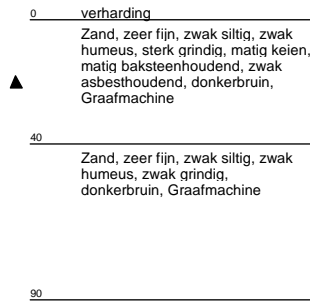 0 verharding
Zand, zeer fijn, zwak siltig, zwak
humeus, sterk grindig, matig keien,
matig baksteenhoudend, zwak
asbesthoudend, donkerbruin,
Graafmachine
40
Zand, zeer fijn, zwak siltig, zwak
humeus, zwak grindig,
donkerbruin, Graafmachine
90